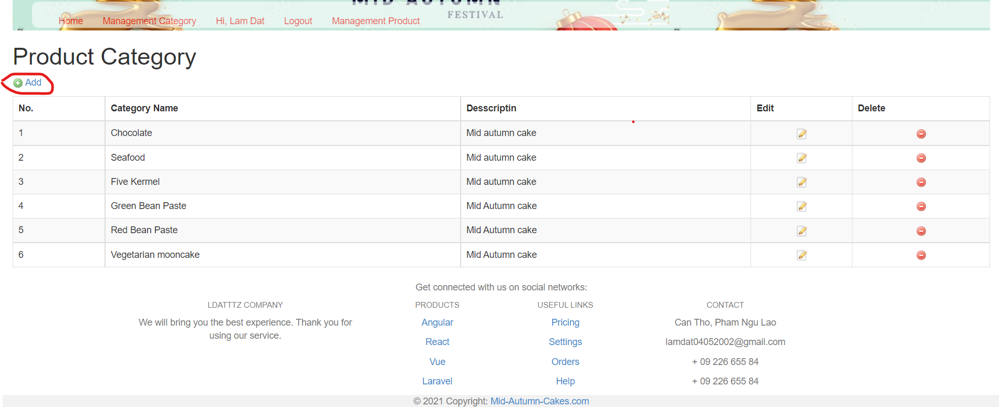 MID AUTUMN
FESTIVAL
Home Management Category Hi, Lam Dat Logout Management Product
Product Category
Add
No. Category Name Desscriptin Edit Delete
1 Chocolate Mid autumn cake
2 Seafood Mid autumn cake
3 Five Kermel Mid autumn cake
4 Green Bean Paste Mid Autumn cake
5 Red Bean Paste Mid Autumn cake
6 Vegetarian mooncake Mid Autumn cake
Get connected with us on social networks:
LDATTTZ COMPANY
We will bring you the best experience. Thank you for
using our service.
PRODUCTS
Angular
React
Vue
Laravel
USEFUL LINKS
Pricing
Settings
Orders
Help
CONTACT
Can Tho, Pham Ngu Lao
lamdat04052002@gmail.com
+ 09 226 655 84
+ 09 226 655 84
© 2021 Copyright: Mid-Autumn-Cakes.com